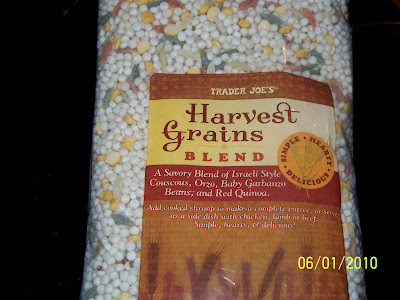 TRADER JOE'S
Harvest
Grains
BLEND
SIMPLE • HEARTY • DELICIOUS •
A Savory Blend of Israeli Style
Couscous, Orzo, Baby Garbanzo
Beans, and Red Quinoa.
Add cooked shrimp to make a complete entrée, or serve
as a side dish with chicken, lamb or beef.
Simple, hearty, & delicious!
06/01/2010